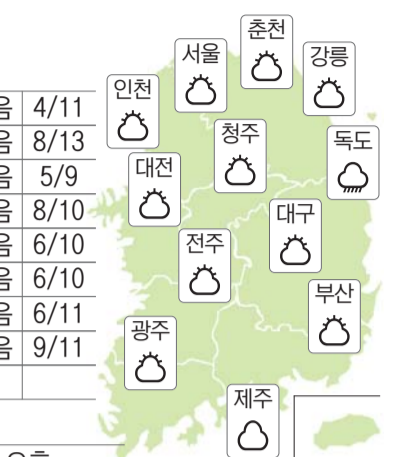 춘천
서울
강릉
인천
청주
독도
대전
대구
전주
부산
광주
제주
음 4/11
음 8/13
음 5/9
음 8/10
음 6/10
음 6/10
음 6/11
음 9/11